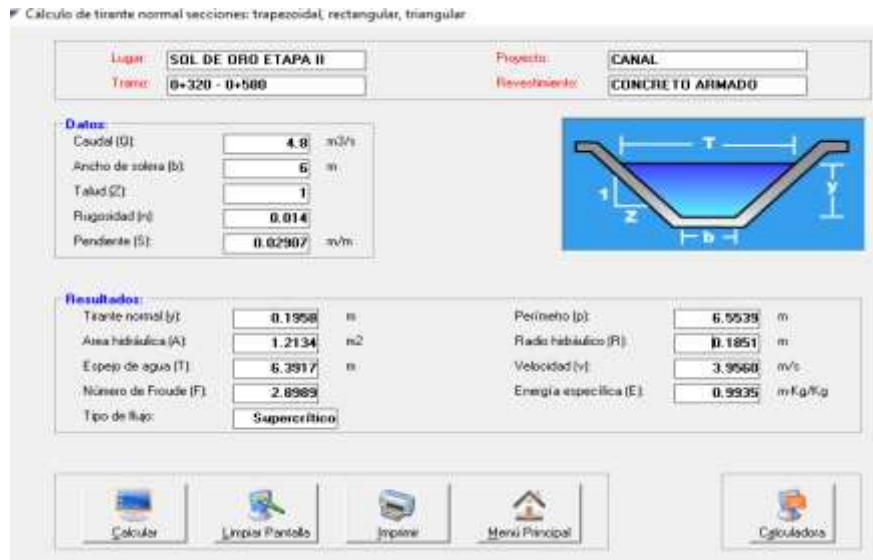 Cálculo de tirante normal secciones: trapezoidal, rectangular, triangular
Lugar: SOL DE ORO ETAPA II Proyecto: CANAL
Tramo: 0+320 - 0+580 Revestimiento: CONCRETO ARMADO
Datos:
Caudal (Q): 4.8 m3/s
Ancho de solera (b): 6 m
Talud (Z): 1
Rugosidad (n): 0.014
Pendiente (S): 0.02907 m/m
T
1
Z
y
b
Resultados:
Tirante normal (y): 0.1958 m Perímetro (p): 6.5539 m
Area hidráulica (A): 1.2134 m2 Radio hidráulico (R): 0.1851 m
Espejo de agua (T): 6.3917 m Velocidad (v): 3.9560 m/s
Número de Froude (F): 2.8989 Energía específica (E): 0.9935 m-Kg/Kg
Tipo de flujo: Supercrítico
Calcular Limpiar Pantalla Imprimir Menú Principal Calculadora